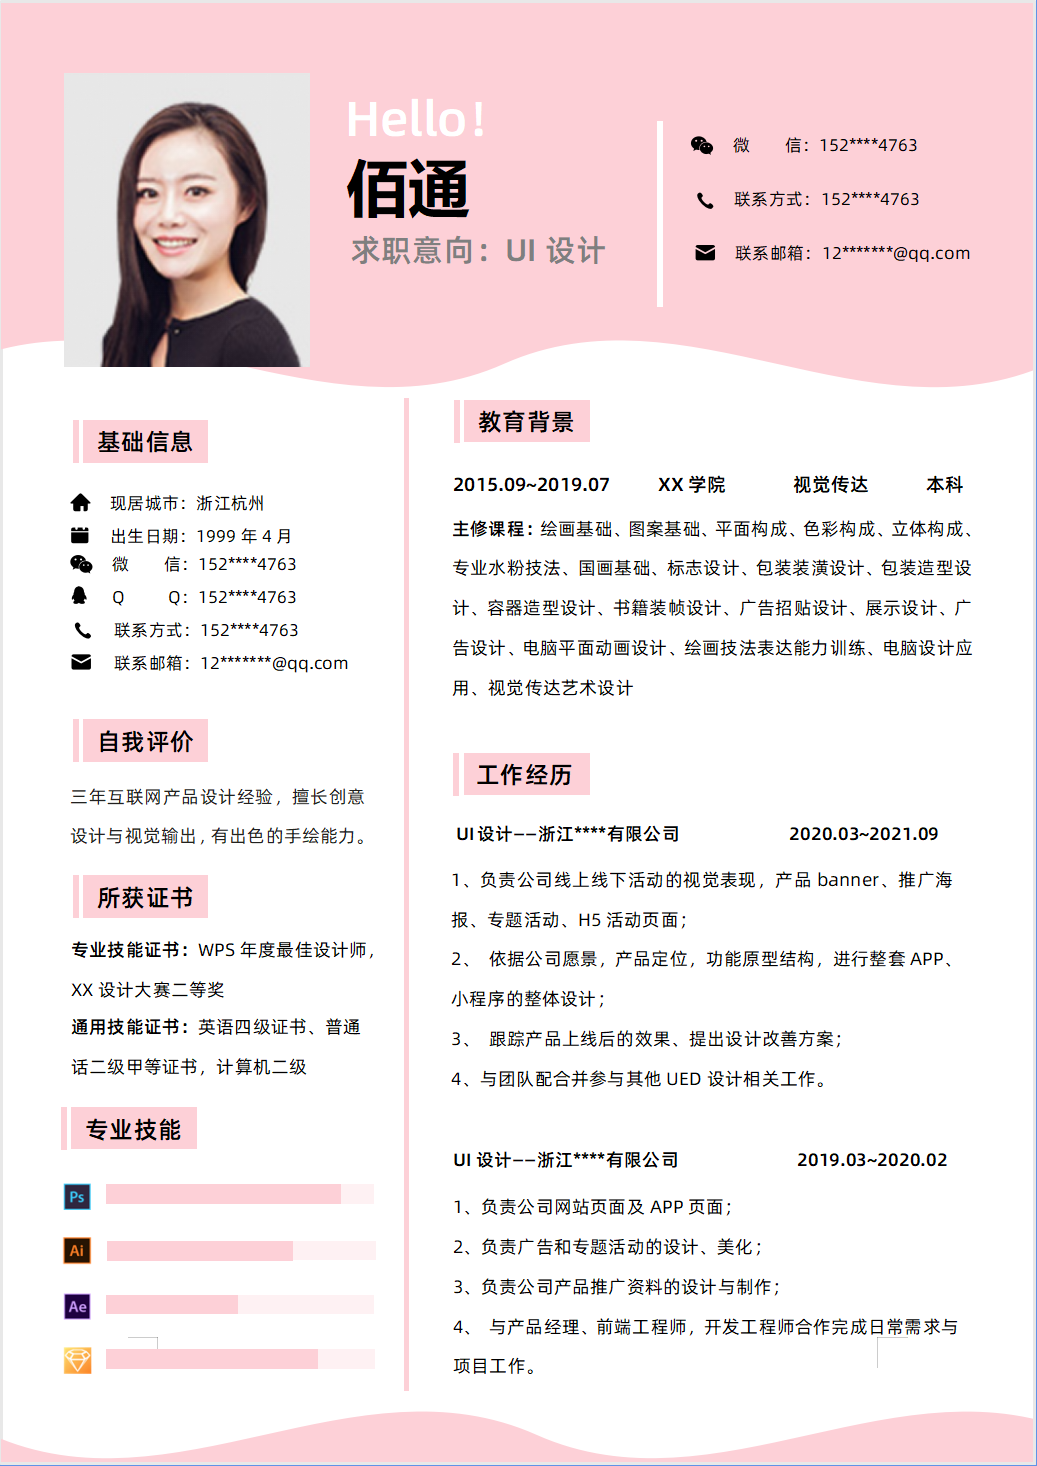 Hello!
佰通
求职意向：UI 设计
微　　信：152****4763
联系方式：152****4763
联系邮箱：12*******@qq.com
基础信息
现居城市：浙江杭州
出生日期：1999 年 4 月
微　　信：152****4763
Q　　Q：152****4763
联系方式：152****4763
联系邮箱：12*******@qq.com
自我评价
三年互联网产品设计经验，擅长创意
设计与视觉输出，有出色的手绘能力。
所获证书
专业技能证书：WPS 年度最佳设计师，
XX 设计大赛二等奖
通用技能证书：英语四级证书、普通
话二级甲等证书，计算机二级
专业技能
Ps
Ai
Ae
教育背景
2015.09~2019.07　XX 学院　视觉传达　本科
主修课程：绘画基础、图案基础、平面构成、色彩构成、立体构成、
专业水粉技法、国画基础、标志设计、包装装潢设计、包装造型设
计、容器造型设计、书籍装帧设计、广告招贴设计、展示设计、广
告设计、电脑平面动画设计、绘画技法表达能力训练、电脑设计应
用、视觉传达艺术设计
工作经历
UI设计——浙江****有限公司　2020.03~2021.09
1、负责公司线上线下活动的视觉表现，产品 banner、推广海
报、专题活动、H5 活动页面；
2、 依据公司愿景，产品定位，功能原型结构，进行整套 APP、
小程序的整体设计；
3、 跟踪产品上线后的效果、提出设计改善方案；
4、与团队配合并参与其他 UED 设计相关工作。
UI 设计——浙江****有限公司　2019.03~2020.02
1、负责公司网站页面及 APP 页面；
2、负责广告和专题活动的设计、美化；
3、负责公司产品推广资料的设计与制作；
4、 与产品经理、前端工程师，开发工程师合作完成日常需求与
项目工作。